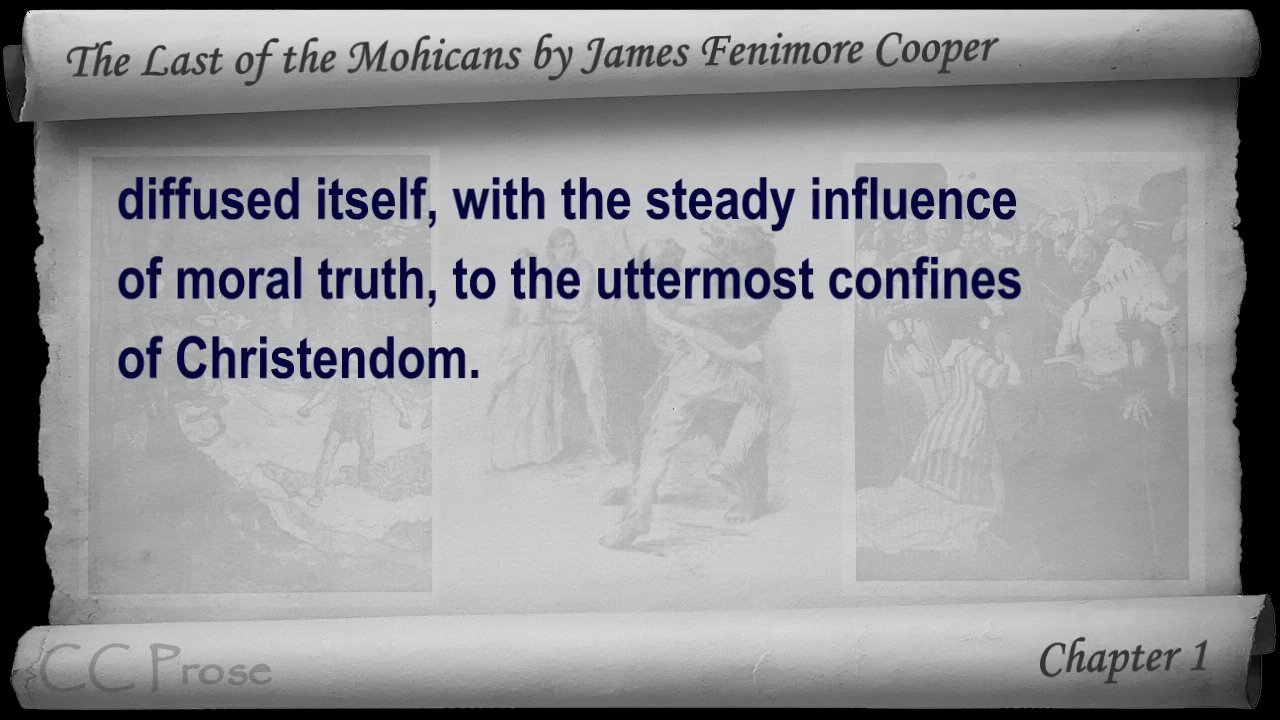 The Last of the Mohicans by James Fenimore Cooper
diffused itself, with the steady influence
of moral truth, to the uttermost confines
of Christendom.
CC Prose
Chapter 1